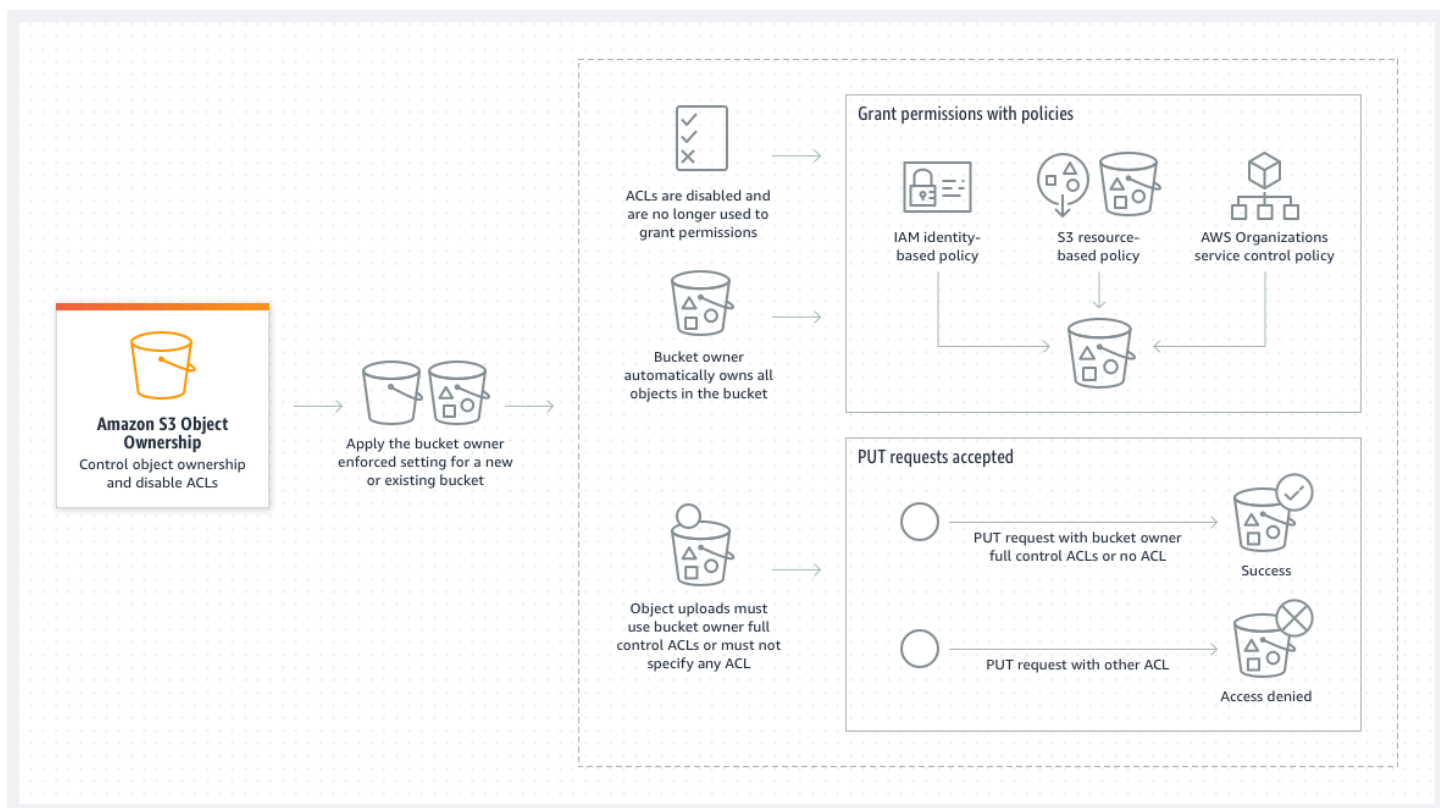 Amazon S3 Object
Ownership
Control object ownership
and disable ACLs
Apply the bucket owner
enforced setting for a new
or existing bucket
ACLs are disabled and
are no longer used to
grant permissions
Bucket owner
automatically owns all
objects in the bucket
Object uploads must
use bucket owner full
control ACLs or must not
specify any ACL
Grant permissions with policies
IAM identity-
based policy
S3 resource-
based policy
AWS Organizations
service control policy
PUT requests accepted
PUT request with bucket owner
full control ACLs or no ACL
Success
PUT request with other ACL
Access denied